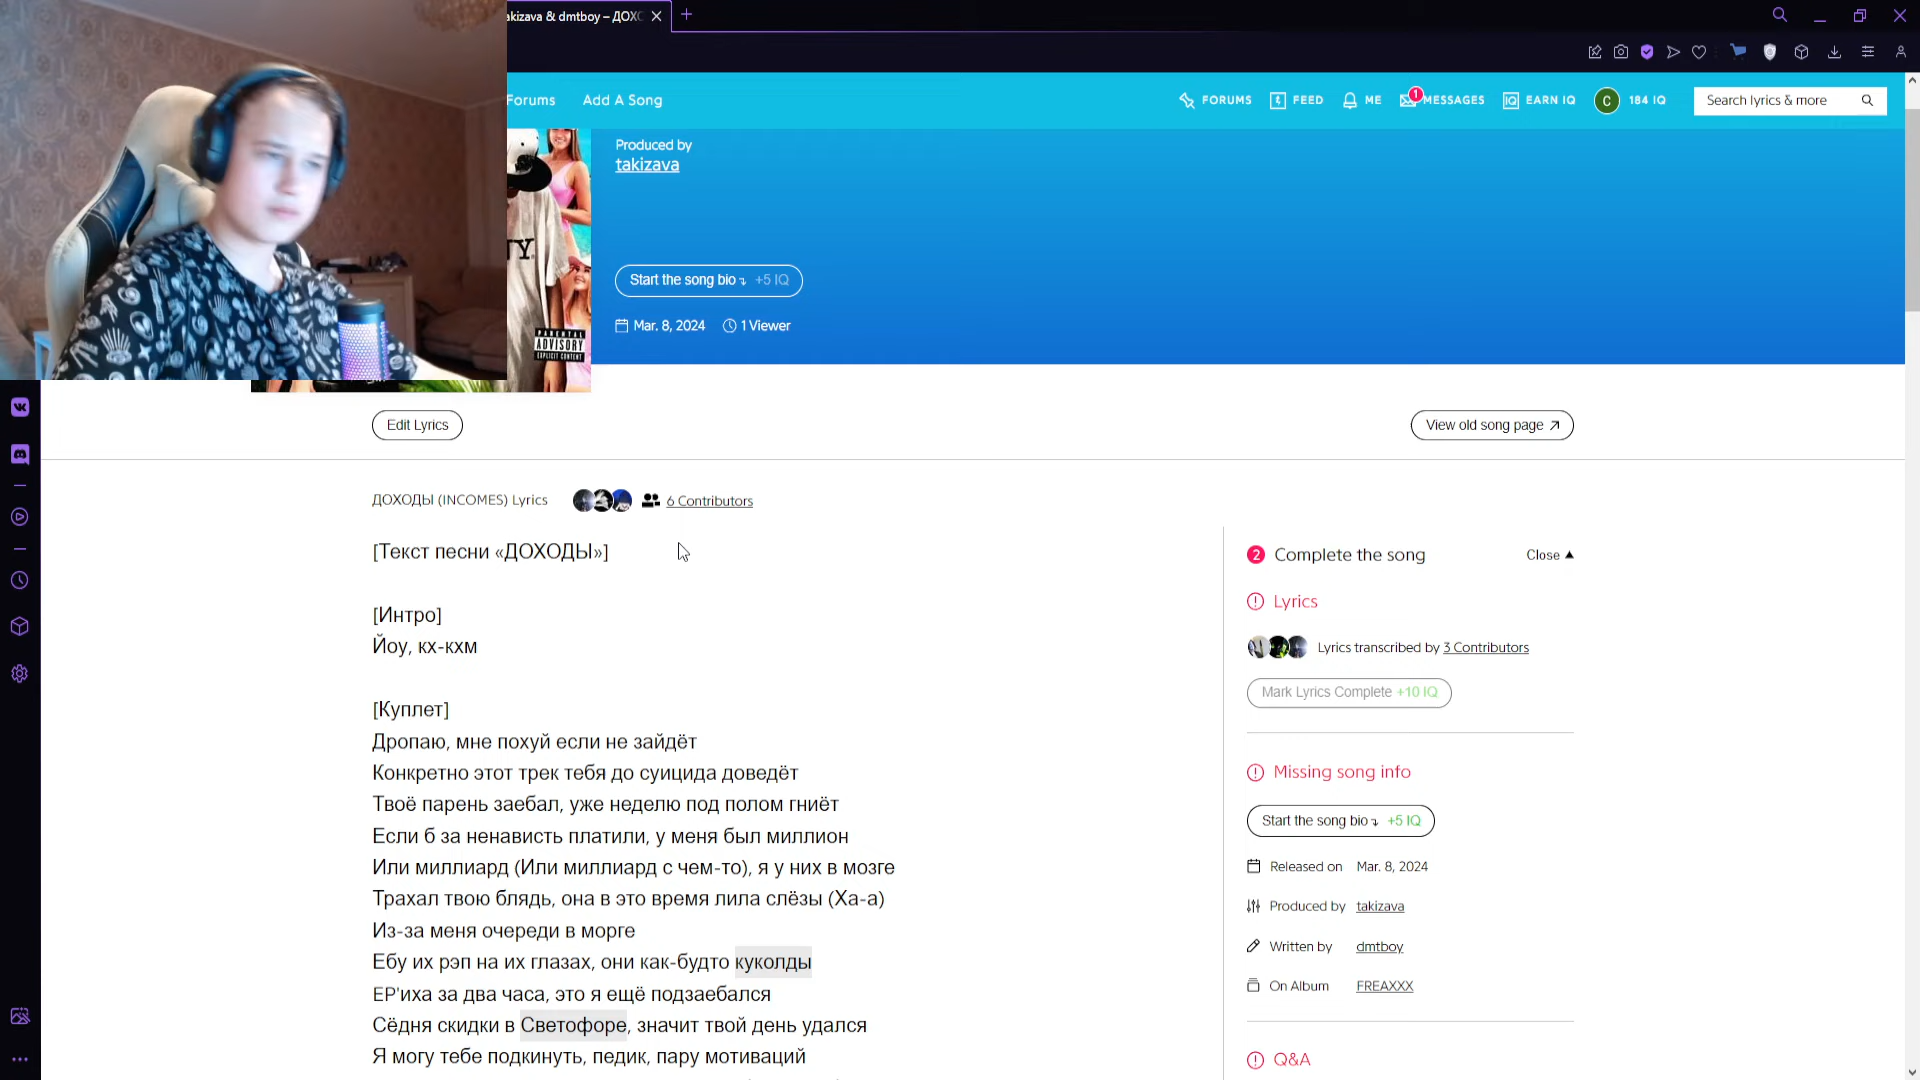 akizava & dmtboy – ДОХО
Forums
Add A Song
FORUMS
FEED
ME
1
MESSAGES
IQ
EARN IQ
C
184 IQ
Search lyrics & more
Produced by
takizava
Start the song bio +5 IQ
Mar. 8, 2024
1 Viewer
PARENTAL
ADVISORY
EXPLICIT CONTENT
Edit Lyrics
View old song page
ДОХОДЫ (INCOMES) Lyrics
6 Contributors
[Текст песни «ДОХОДЫ»]
[Интро]
Йоу, кх-кхм
[Куплет]
Дропаю, мне похуй если не зайдёт
Конкретно этот трек тебя до суицида доведёт
Твоё парень заебал, уже неделю под полом гниёт
Если б за ненависть платили, у меня был миллион
Или миллиард (Или миллиард с чем-то), я у них в мозге
Трахал твою блядь, она в это время лила слёзы (Ха-а)
Из-за меня очереди в морге
Ебу их рэп на их глазах, они как-будто куколды
EP'иха за два часа, это я ещё подзаебался
Сёдня скидки в Светофоре, значит твой день удался
Я могу тебе подкинуть, педик, пару мотиваций
2 Complete the song
Close
Lyrics
Lyrics transcribed by 3 Contributors
Mark Lyrics Complete +10 IQ
Missing song info
Start the song bio +5 IQ
Released on Mar. 8, 2024
Produced by takizava
Written by dmtboy
On Album FREAXXX
Q&A